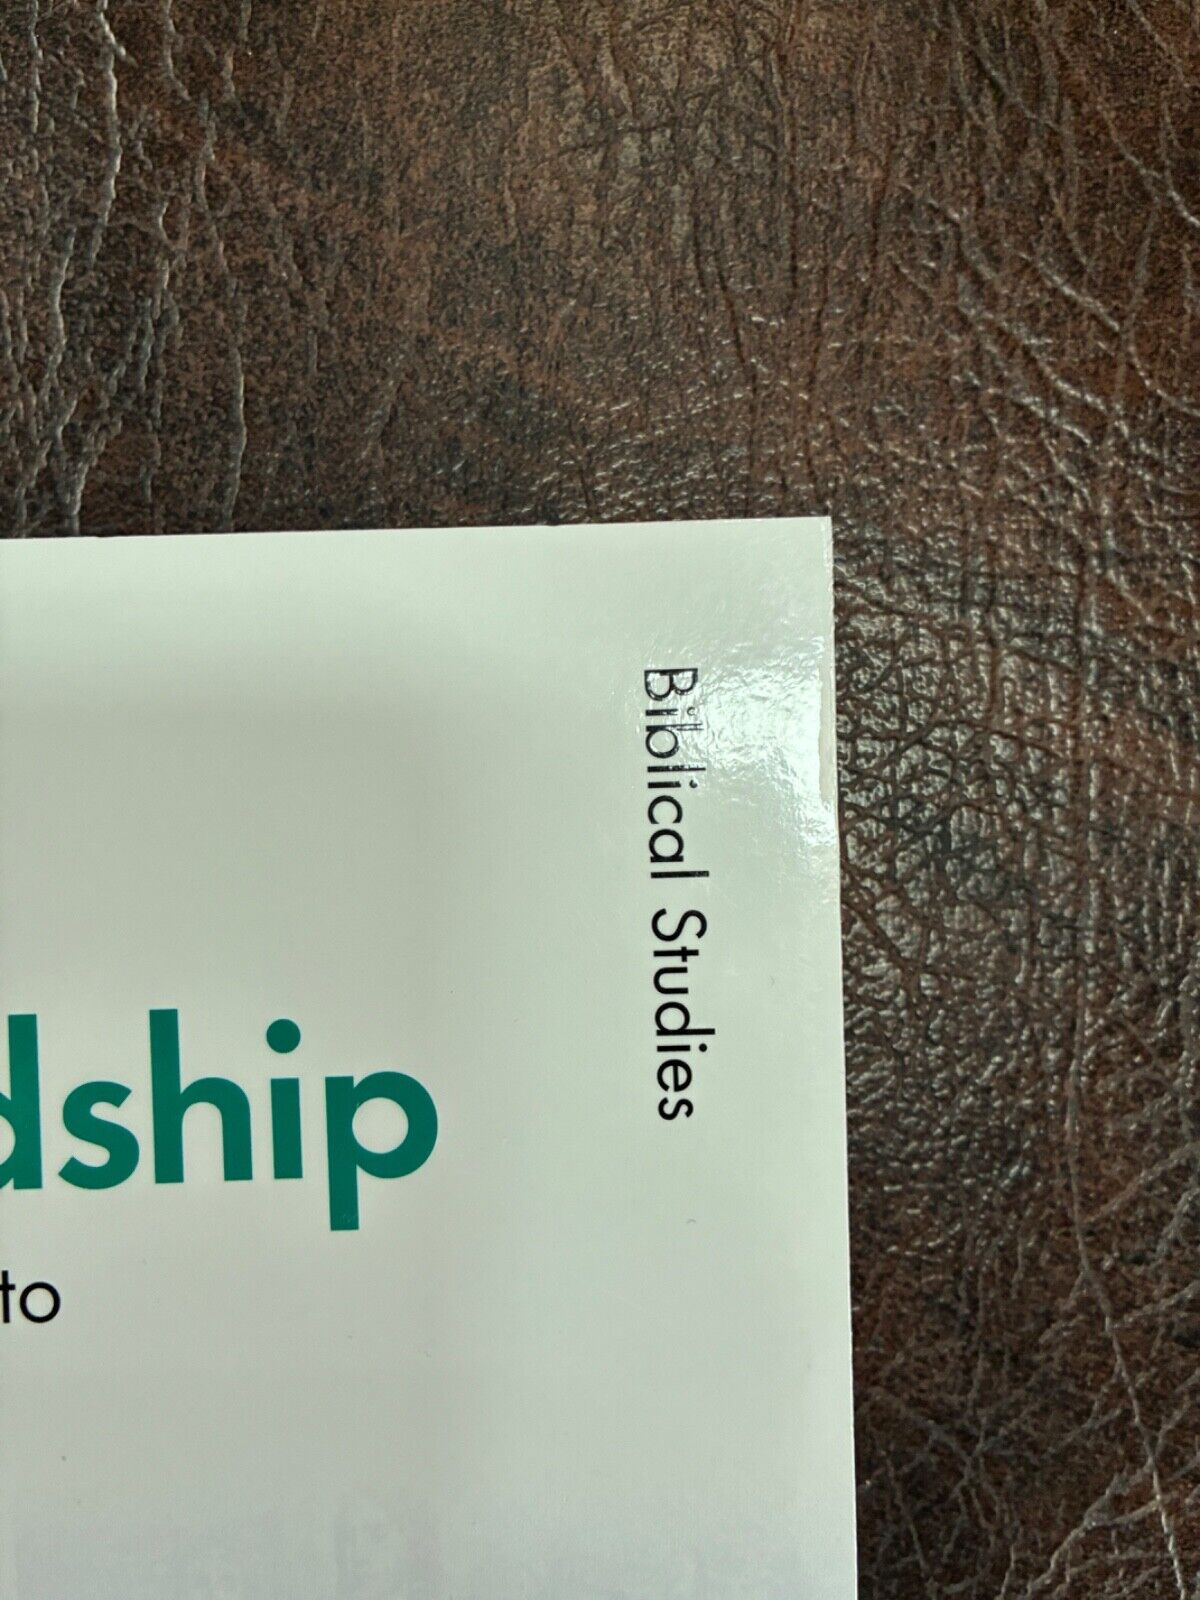 Biblical Studies
dship
to